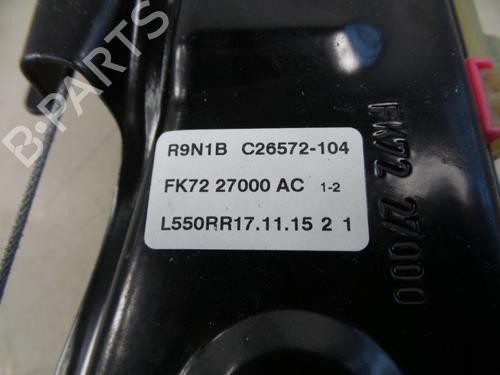 B-PARTS
R9N1B C26572-104
FK72 27000 AC 1-2
L550RR17.11.15 2 1
FK72 27000